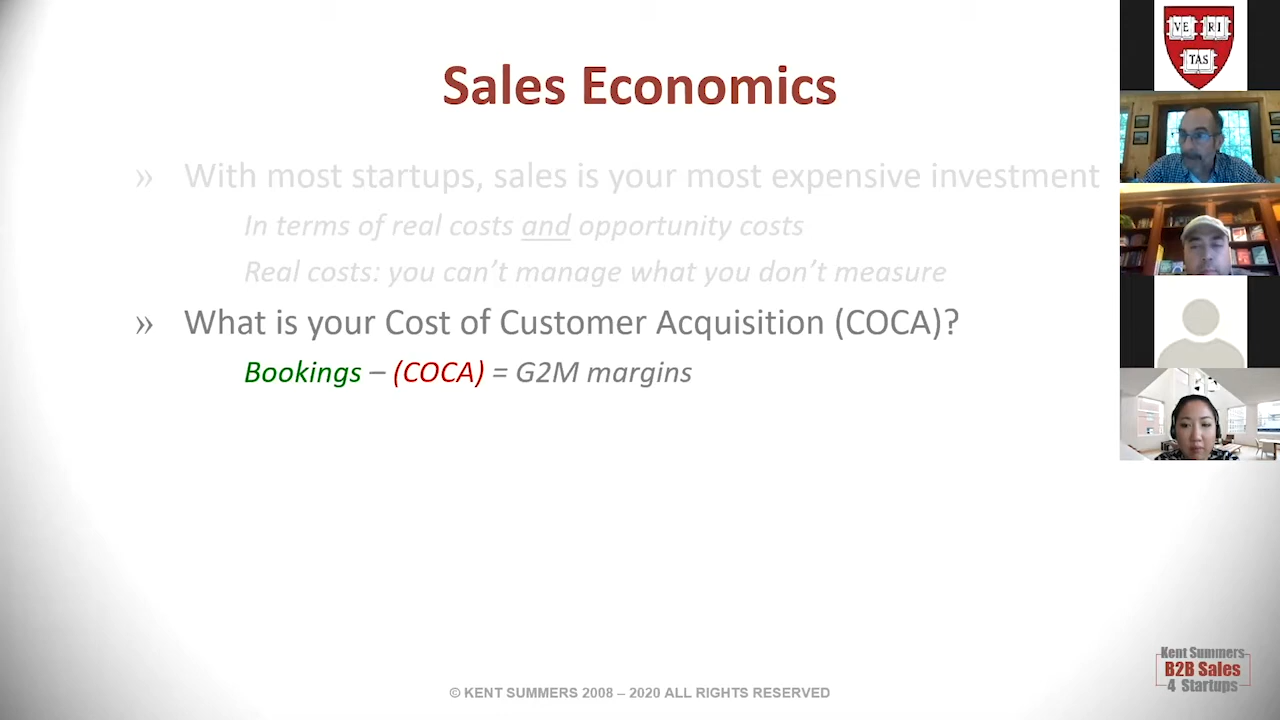 Sales Economics
» With most startups, sales is your most expensive investment
In terms of real costs and opportunity costs
Real costs: you can’t manage what you don’t measure
» What is your Cost of Customer Acquisition (COCA)?
Bookings – (COCA) = G2M margins
© KENT SUMMERS 2008 – 2020 ALL RIGHTS RESERVED
Kent Summers
B2B Sales
4 Startups
VE RI
TAS